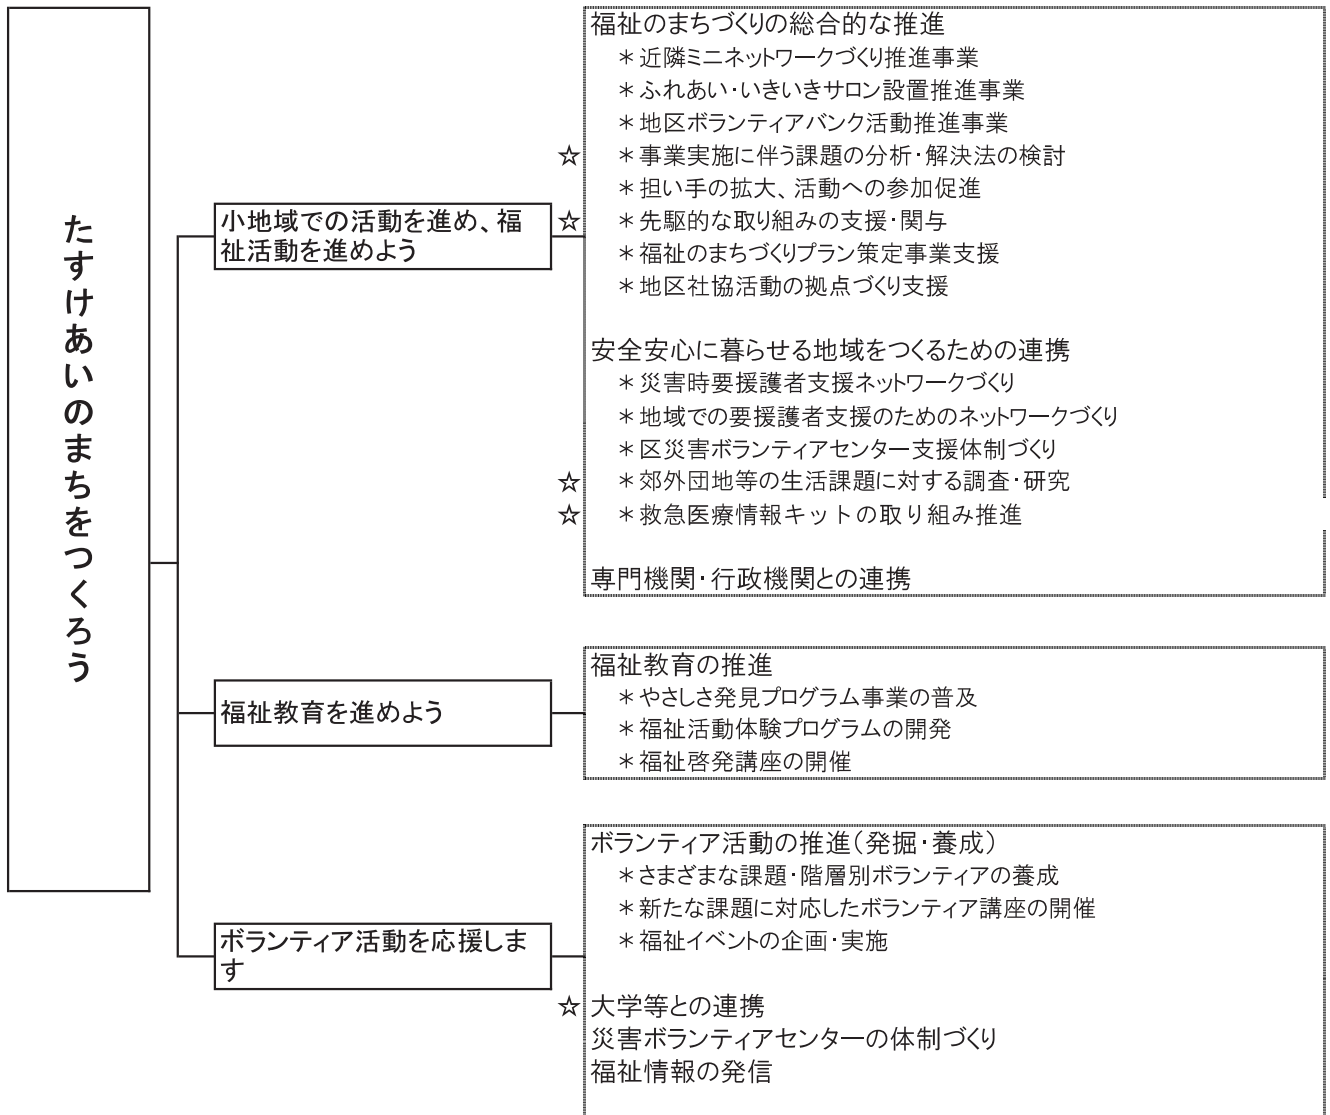 たすけあいのまちをつくろう
小地域での活動を進め、福
祉活動を進めよう
福祉のまちづくりの総合的な推進
＊近隣ミニネットワークづくり推進事業
＊ふれあい・いきいきサロン設置推進事業
＊地区ボランティアバンク活動推進事業
☆ ＊事業実施に伴う課題の分析・解決法の検討
＊担い手の拡大、活動への参加促進
☆ ＊先駆的な取り組みの支援・関与
＊福祉のまちづくりプラン策定事業支援
＊地区社協活動の拠点づくり支援
安全安心に暮らせる地域をつくるための連携
＊災害時要援護者支援ネットワークづくり
＊地域での要援護者支援のためのネットワークづくり
＊区災害ボランティアセンター支援体制づくり
☆ ＊郊外団地等の生活課題に対する調査・研究
☆ ＊救急医療情報キットの取り組み推進
専門機関・行政機関との連携
福祉教育を進めよう
福祉教育の推進
＊やさしさ発見プログラム事業の普及
＊福祉活動体験プログラムの開発
＊福祉啓発講座の開催
ボランティア活動を応援しま
す
ボランティア活動の推進（発掘・養成）
＊さまざまな課題・階層別ボランティアの養成
＊新たな課題に対応したボランティア講座の開催
＊福祉イベントの企画・実施
☆ 大学等との連携
災害ボランティアセンターの体制づくり
福祉情報の発信